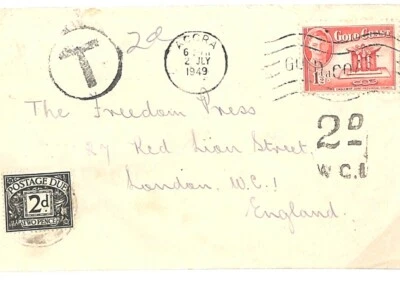 T
2d
ACCRA
2 JLY
1949
GOLD COAST
The Freedom Press
27 Red Lion Street,
London, W.C.1
England.
2D
W.C.
POSTAGE DUE
2d
TWO PENCE